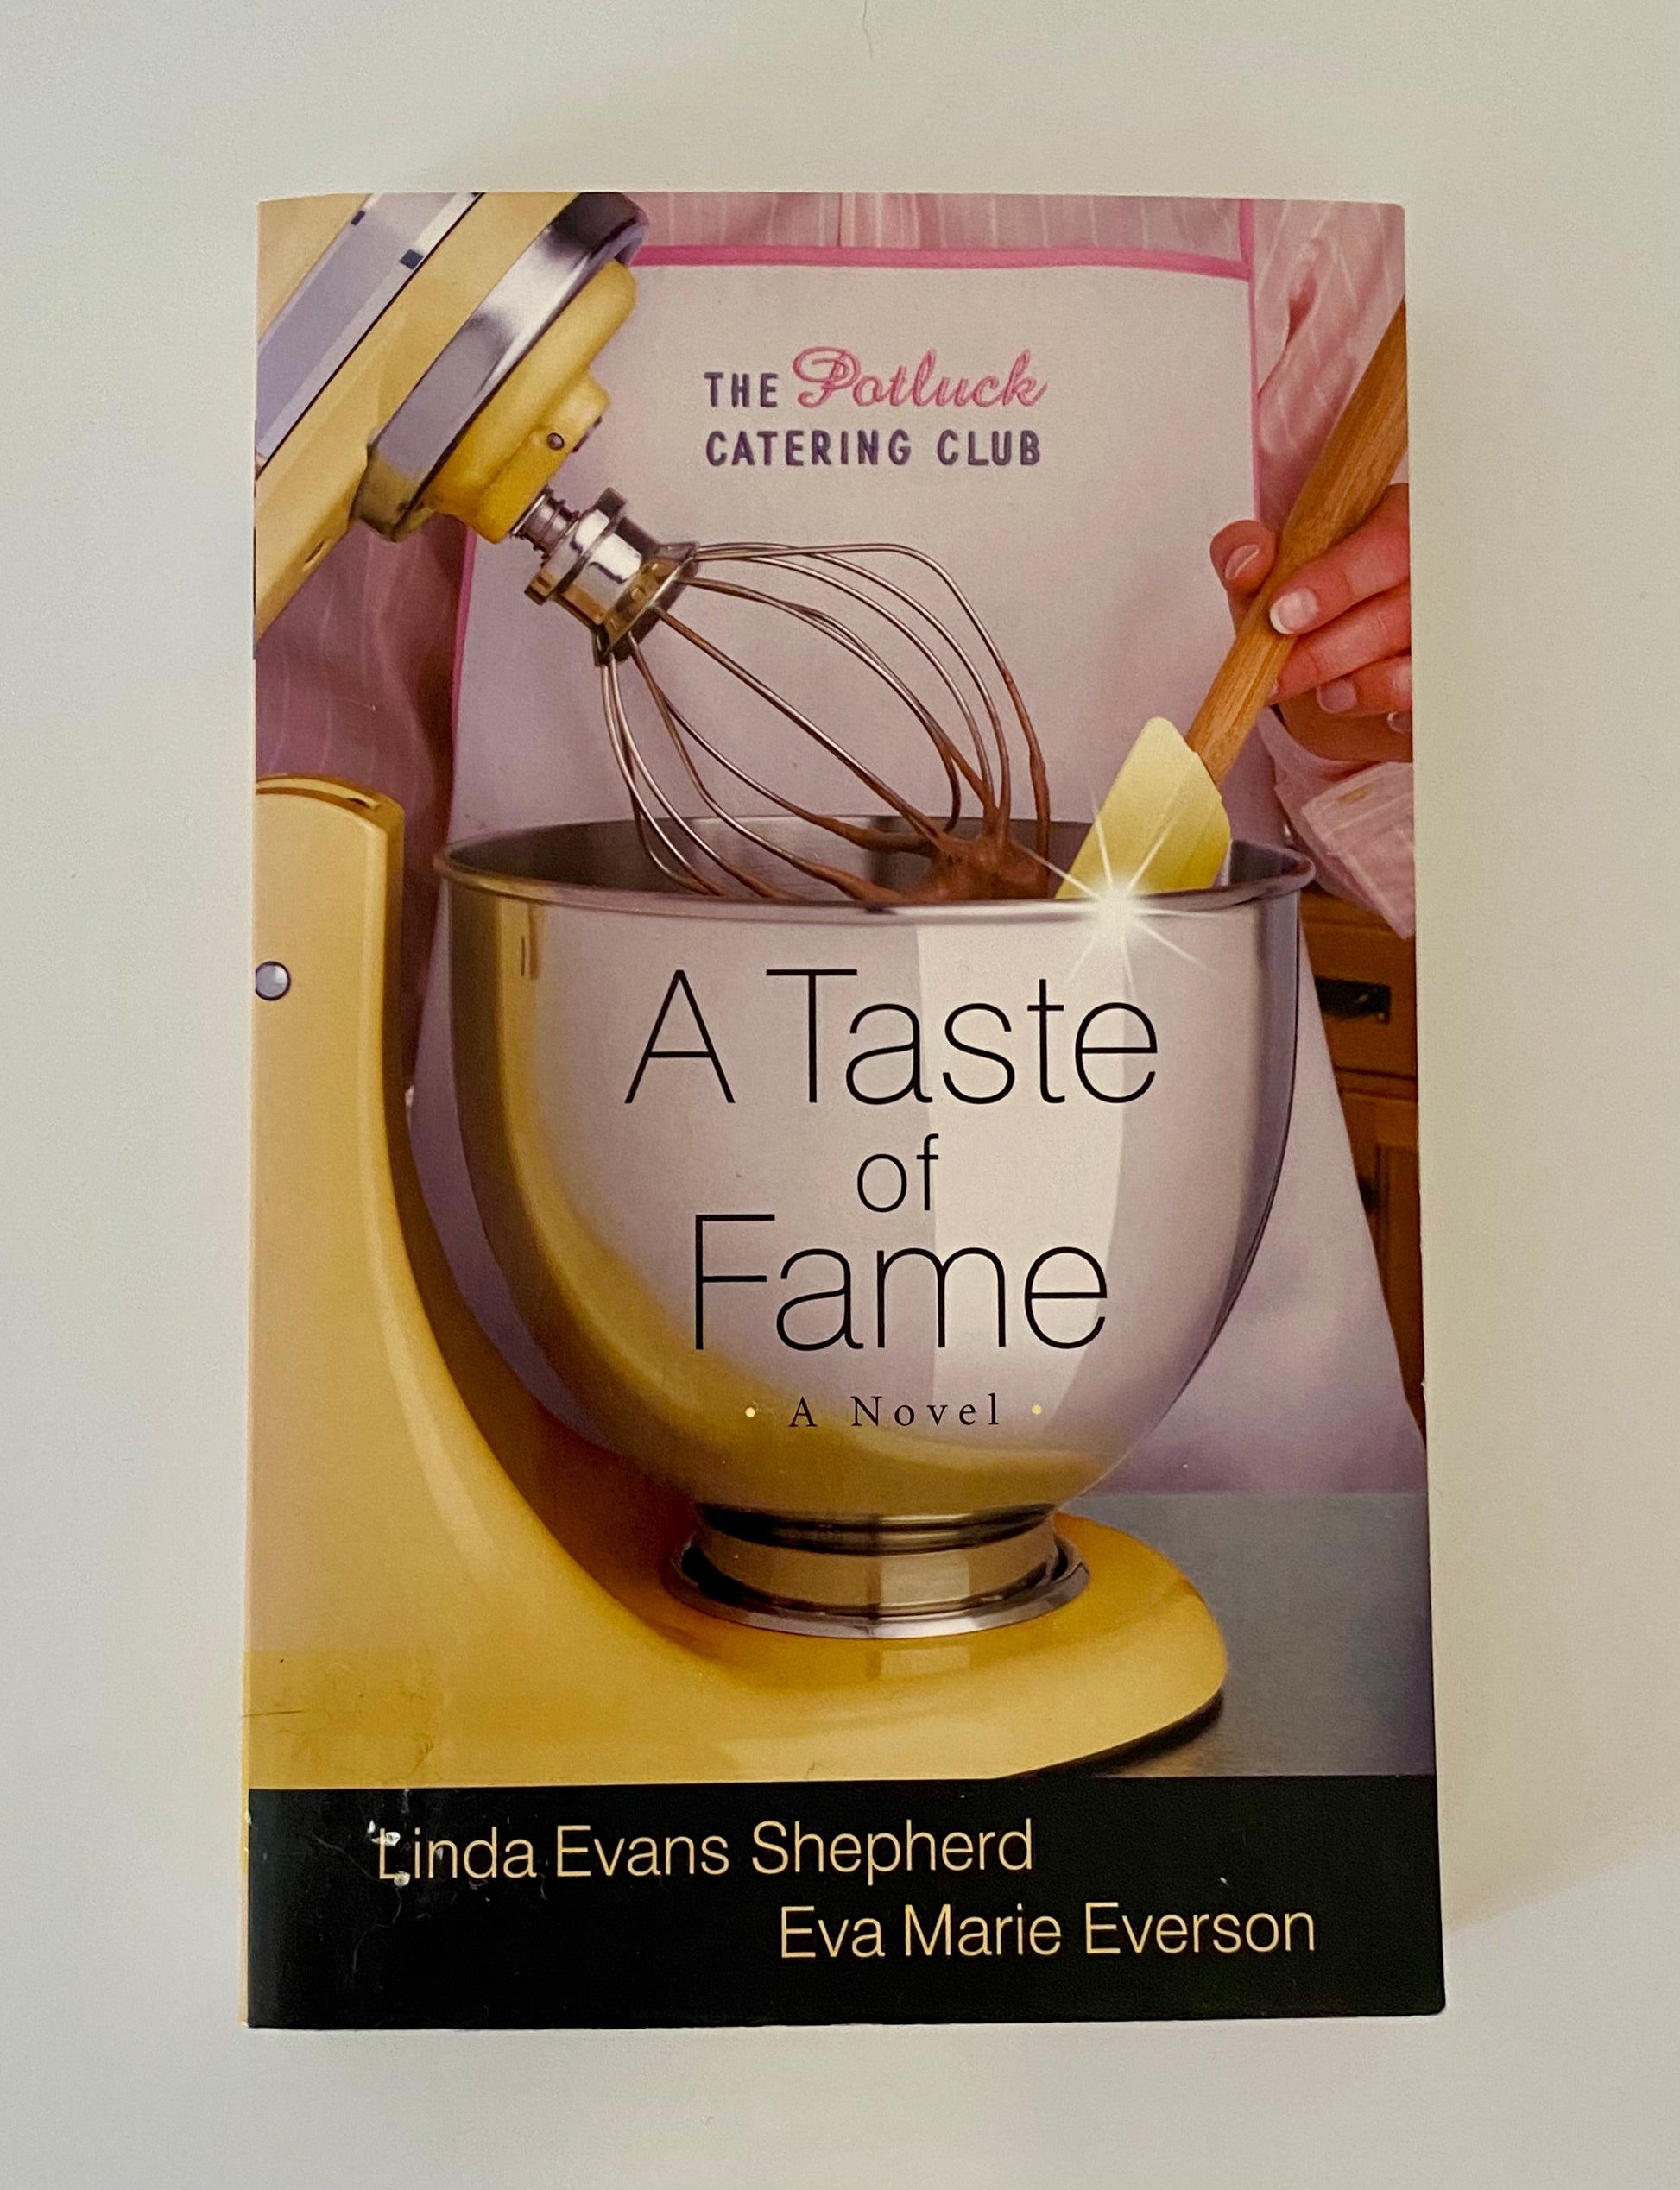 THE Potluck
CATERING CLUB
A Taste
of
Fame
• A Novel •
Linda Evans Shepherd
Eva Marie Everson